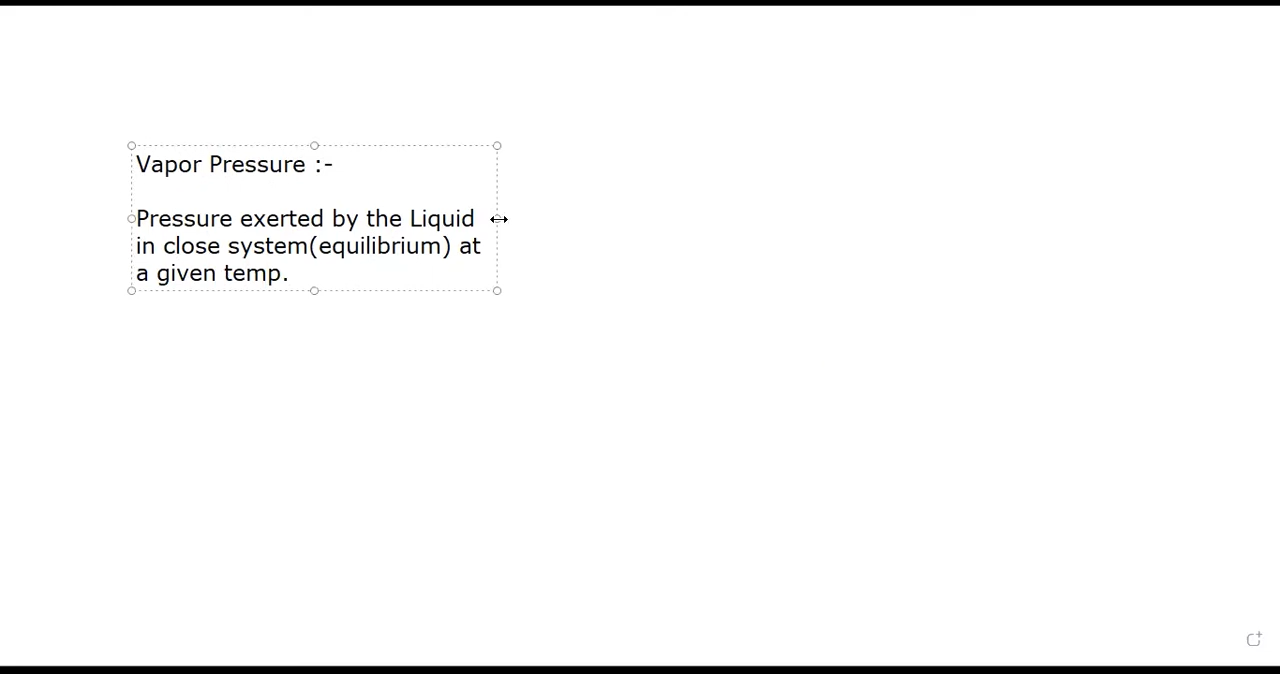 Vapor Pressure :-
Pressure exerted by the Liquid
in close system(equilibrium) at
a given temp.